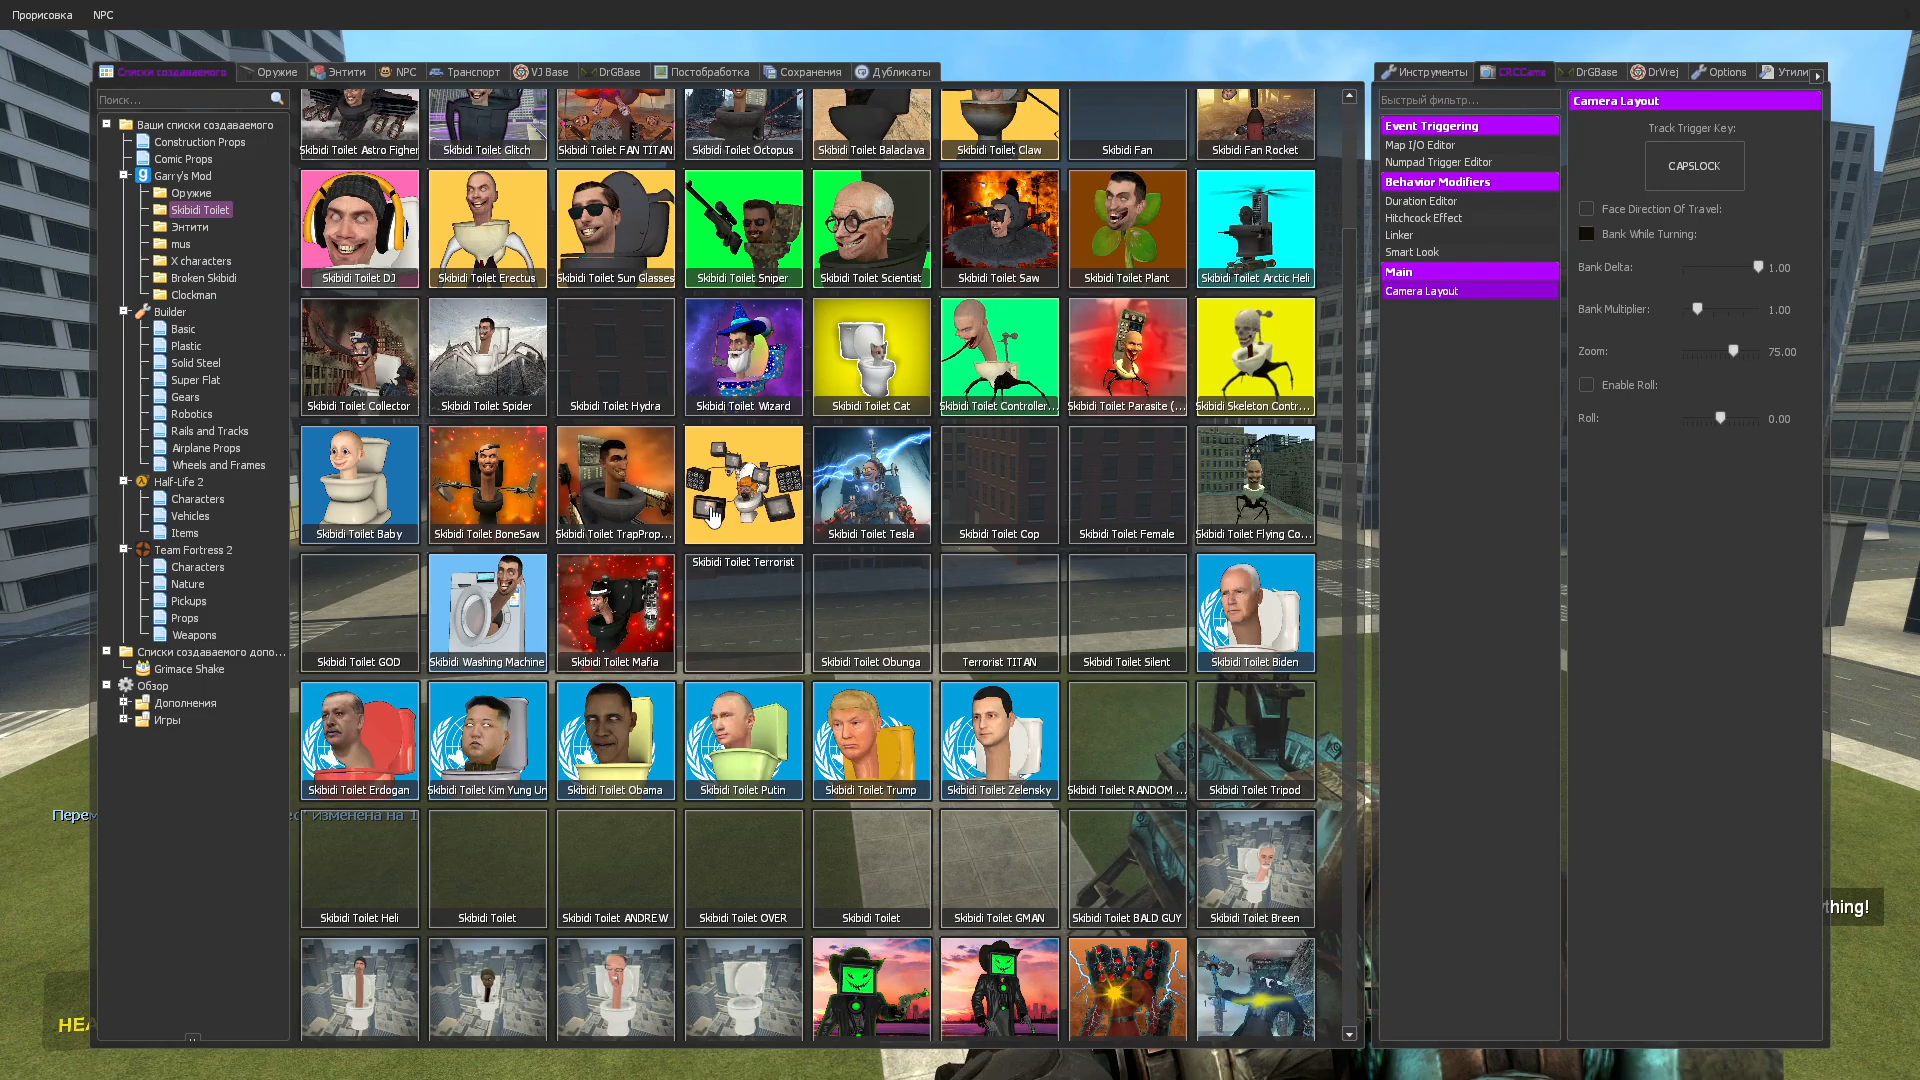 Прорисовка NPC
Списки создаваемого Оружие Энтити NPC Транспорт VJ Base DrGBase Постобработка Сохранения Дубликаты
Инструменты CRCCams DrGBase DrVrej Options Утили
Поиск...
Ваши списки создаваемого
Construction Props
Comic Props
Garry's Mod
Оружие
Skibidi Toilet
Энтити
mus
X characters
Broken Skibidi
Clockman
Builder
Basic
Plastic
Solid Steel
Super Flat
Gears
Robotics
Rails and Tracks
Airplane Props
Wheels and Frames
Half-Life 2
Characters
Vehicles
Items
Team Fortress 2
Characters
Nature
Pickups
Props
Weapons
Списки создаваемого допо...
Grimace Shake
Обзор
Дополнения
Игры
Skibidi Toilet Astro Figher Skibidi Toilet Glitch Skibidi Toilet FAN TITAN Skibidi Toilet Octopus Skibidi Toilet Balaclava Skibidi Toilet Claw Skibidi Fan Skibidi Fan Rocket
Skibidi Toilet DJ Skibidi Toilet Erectus Skibidi Toilet Sun Glasses Skibidi Toilet Sniper Skibidi Toilet Scientist Skibidi Toilet Saw Skibidi Toilet Plant Skibidi Toilet Arctic Heli
Skibidi Toilet Collector Skibidi Toilet Spider Skibidi Toilet Hydra Skibidi Toilet Wizard Skibidi Toilet Cat Skibidi Toilet Controller... Skibidi Toilet Parasite (... Skibidi Skeleton Contr...
Skibidi Toilet Baby Skibidi Toilet BoneSaw Skibidi Toilet TrapProp... Skibidi Toilet Tesla Skibidi Toilet Cop Skibidi Toilet Female Skibidi Toilet Flying Co...
Skibidi Toilet Terrorist
Skibidi Toilet GOD Skibidi Washing Machine Skibidi Toilet Mafia Skibidi Toilet Obunga Terrorist TITAN Skibidi Toilet Silent Skibidi Toilet Biden
Skibidi Toilet Erdogan Skibidi Toilet Kim Yung Un Skibidi Toilet Obama Skibidi Toilet Putin Skibidi Toilet Trump Skibidi Toilet Zelensky Skibidi Toilet RANDOM ... Skibidi Toilet Tripod
Skibidi Toilet Heli Skibidi Toilet Skibidi Toilet ANDREW Skibidi Toilet OVER Skibidi Toilet Skibidi Toilet GMAN Skibidi Toilet BALD GUY Skibidi Toilet Breen
Быстрый фильтр...
Event Triggering
Map I/O Editor
Numpad Trigger Editor
Behavior Modifiers
Duration Editor
Hitchcock Effect
Linker
Smart Look
Main
Camera Layout
Camera Layout
Track Trigger Key:
CAPSLOCK
Face Direction Of Travel:
Bank While Turning:
Bank Delta: 1.00
Bank Multiplier: 1.00
Zoom: 75.00
Enable Roll:
Roll: 0.00
Перем
с" изменена на 1
HEA
thing!